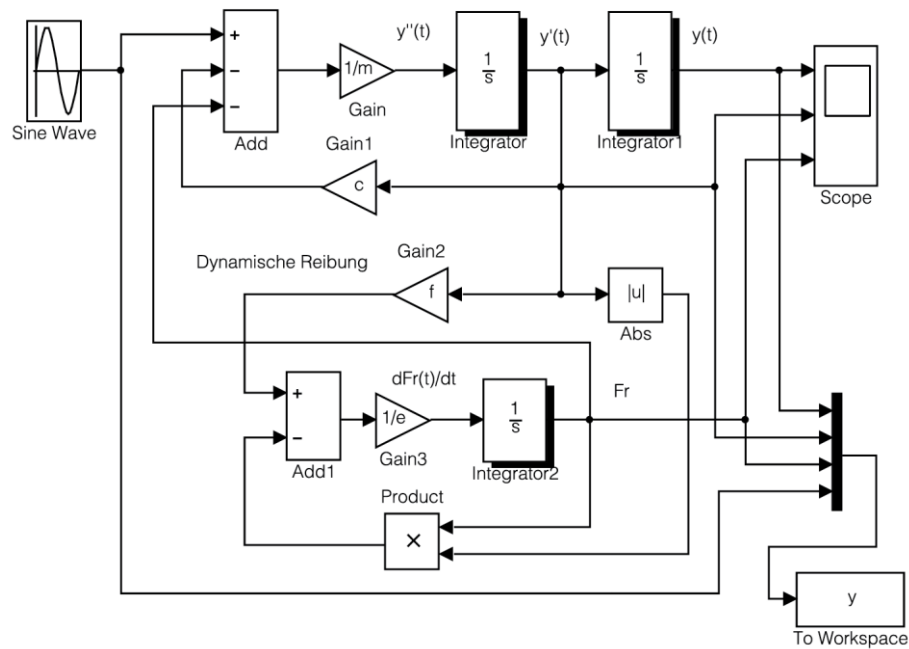 y''(t)
y'(t)
y(t)
+
−
−
1/m
1
s
1
s
Sine Wave
Add
Gain
Integrator
Integrator1
Scope
Gain1
c
Dynamische Reibung
Gain2
f
|u|
Abs
dFr(t)/dt
Fr
+
−
1/e
1
s
Add1
Gain3
Integrator2
Product
×
y
To Workspace